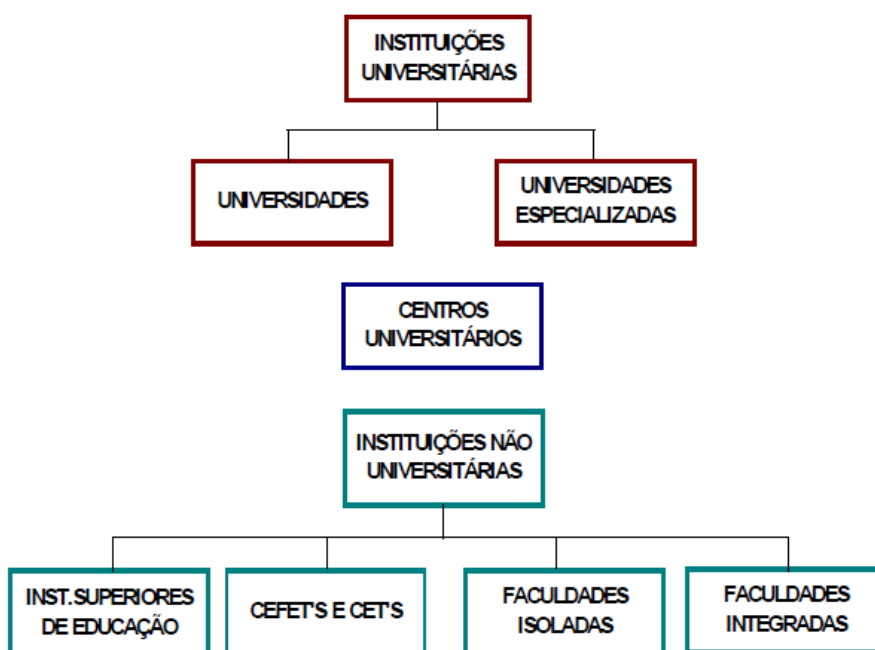 INSTITUIÇÕES
UNIVERSITÁRIAS
UNIVERSIDADES
UNIVERSIDADES
ESPECIALIZADAS
CENTROS
UNIVERSITÁRIOS
INSTITUIÇÕES NÃO
UNIVERSITÁRIAS
INST.SUPERIORES
DE EDUCAÇÃO
CEFET'S E CET'S
FACULDADES
ISOLADAS
FACULDADES
INTEGRADAS